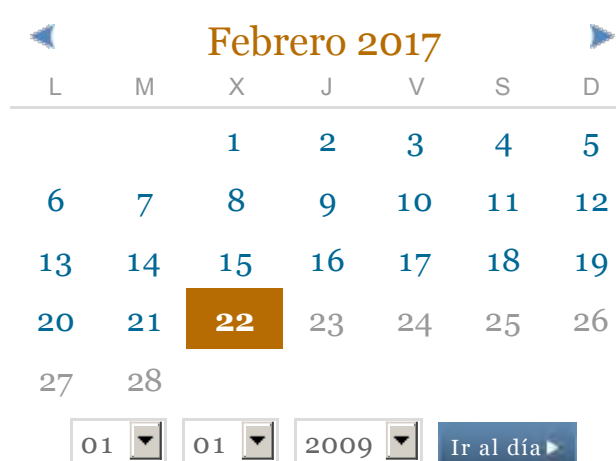 Febrero 2017
L M X J V S D
1 2 3 4 5
6 7 8 9 10 11 12
13 14 15 16 17 18 19
20 21 22 23 24 25 26
27 28
01 01 2009 Ir al día